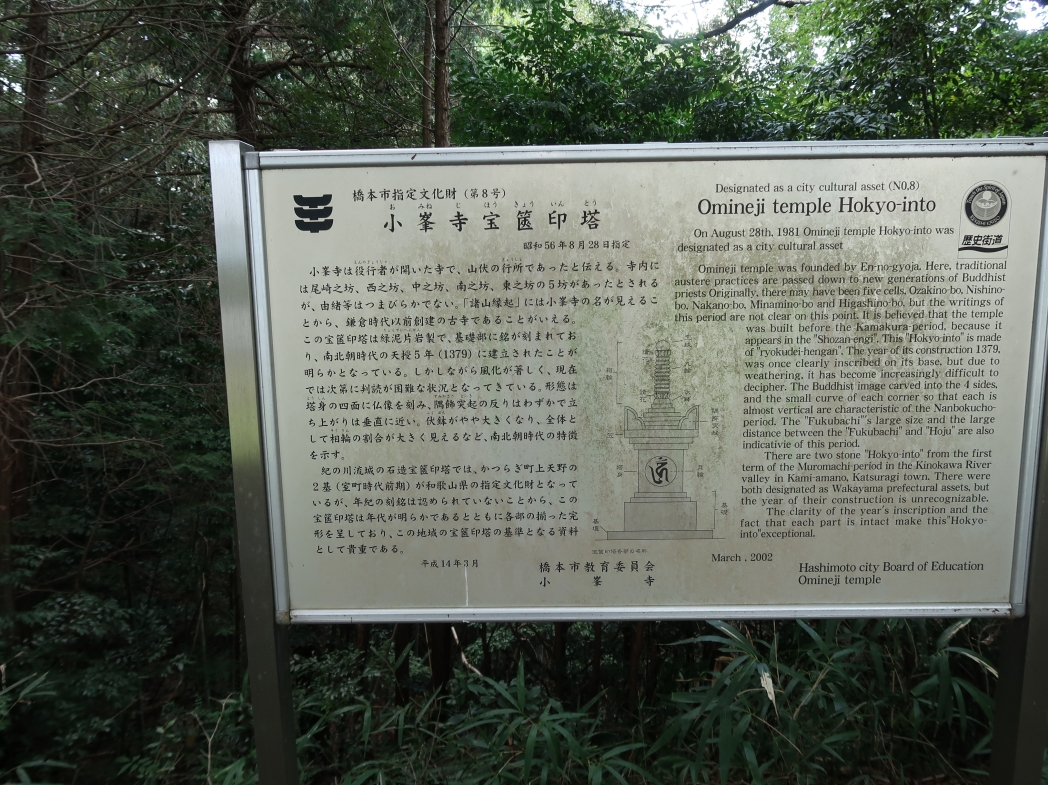 橋本市指定文化財(第8号)
小峯寺宝篋印塔
昭和56年8月28日指定
小峯寺は役行者が開いた寺で、山伏の行所であったと伝える。寺内に
は尾崎之坊、西之坊、中之坊、南之坊、東之坊の5坊があったとされる
が、由緒等はつまびらかでない。「諸山縁起」には小峯寺の名が見えるこ
とから、鎌倉時代以前創建の古寺であることがいえる。
この宝篋印塔は緑泥片岩製で、基礎部に銘が刻まれてお
り、南北朝時代の天授5年(1379)に建立されたことが
明らかとなっている。しかしながら風化が著しく、現在
では次第に判読が困難な状況となってきている。形態は
塔身の四面に仏像を刻み、隅飾突起の反りはわずかで立
ち上がりは垂直に近い。伏鉢がやや大きくなり、全体と
して相輪の割合が大きく見えるなど、南北朝時代の特徴
を示す。
紀の川流域の石造宝篋印塔では、かつらぎ町上天野の
2基(室町時代前期)が和歌山県の指定文化財となって
いるが、年紀の刻銘は認められていないことから、この
宝篋印塔は年代が明らかであるとともに各部の揃った定
形を呈しており、この地域の宝篋印塔の基準となる資料
として貴重である。
平成14年3月
橋本市教育委員会
小峯寺
Designated as a city cultural asset (NO.8)
Omineji temple Hokyo-into
On August 28th, 1981 Omineji temple Hokyo-into was
designated as a city cultural asset
歴史街道
Omineji temple was founded by En-no-gyoja. Here, traditional
austere practices are passed down to new generations of Buddhist
priests Originally, there may have been five cells, Ozakino-bo, Nishino-
bo, Nakano-bo, Minamino-bo and Higashino-bo, but the writings of
this period are not clear on this point. It is believed that the temple
was built before the Kamakura-period, because it
appears in the "Shozan-engi". This "Hokyo-into" is made
of "ryokudei-hengan". The year of its construction 1379,
was once clearly inscribed on its base, but due to
weathering, it has become increasingly difficult to
decipher. The Buddhist image carved into the 4 sides,
and the small curve of each corner so that each is
almost vertical are characteristic of the Nanbokucho-
period. The "Fukubachi"'s large size and the large
distance between the "Fukubachi" and "Hoju" are also
indicativie of this period.
There are two stone "Hokyo-into" from the first
term of the Muromachi-period in the Kinokawa River
valley in Kami-amano, Katsuragi town. There were
both designated as Wakayama prefectural assets, but
the year of their construction is unrecognizable.
The clarity of the year's inscription and the
fact that each part is intact make this"Hokyo-
into"exceptional.
March , 2002
Hashimoto city Board of Education
Omineji temple